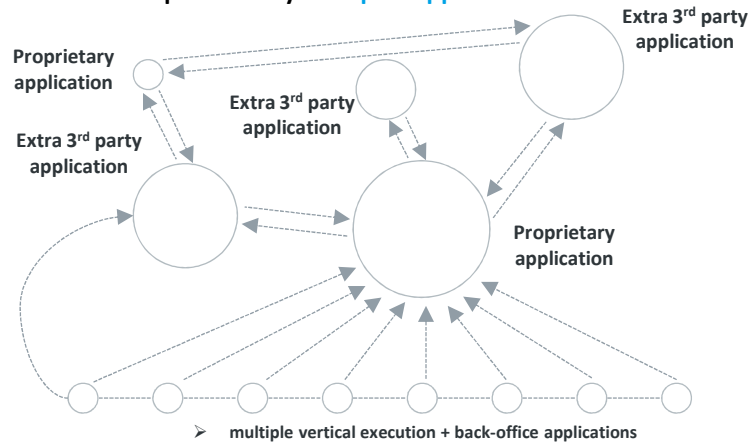 Extra 3rd party
application
Proprietary
application
Extra 3rd party
application
Extra 3rd party
application
Proprietary
application
➢ multiple vertical execution + back-office applications